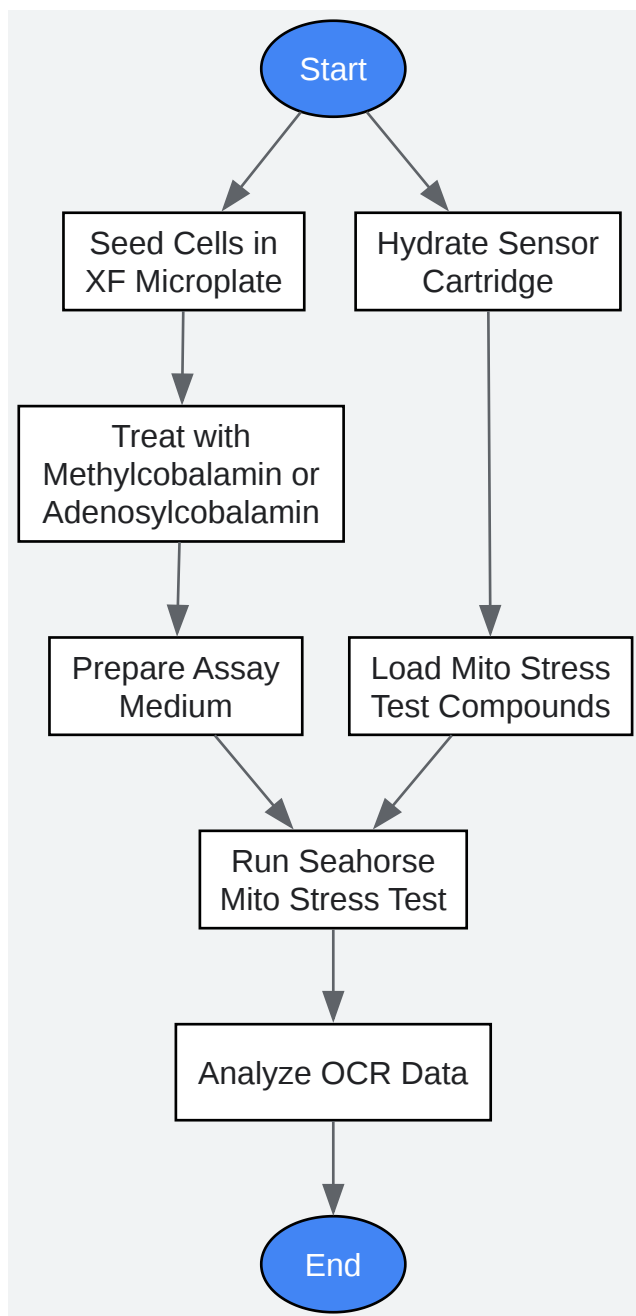 Start
Seed Cells in
XF Microplate
Hydrate Sensor
Cartridge
Treat with
Methylcobalamin or
Adenosylcobalamin
Prepare Assay
Medium
Load Mito Stress
Test Compounds
Run Seahorse
Mito Stress Test
Analyze OCR Data
End